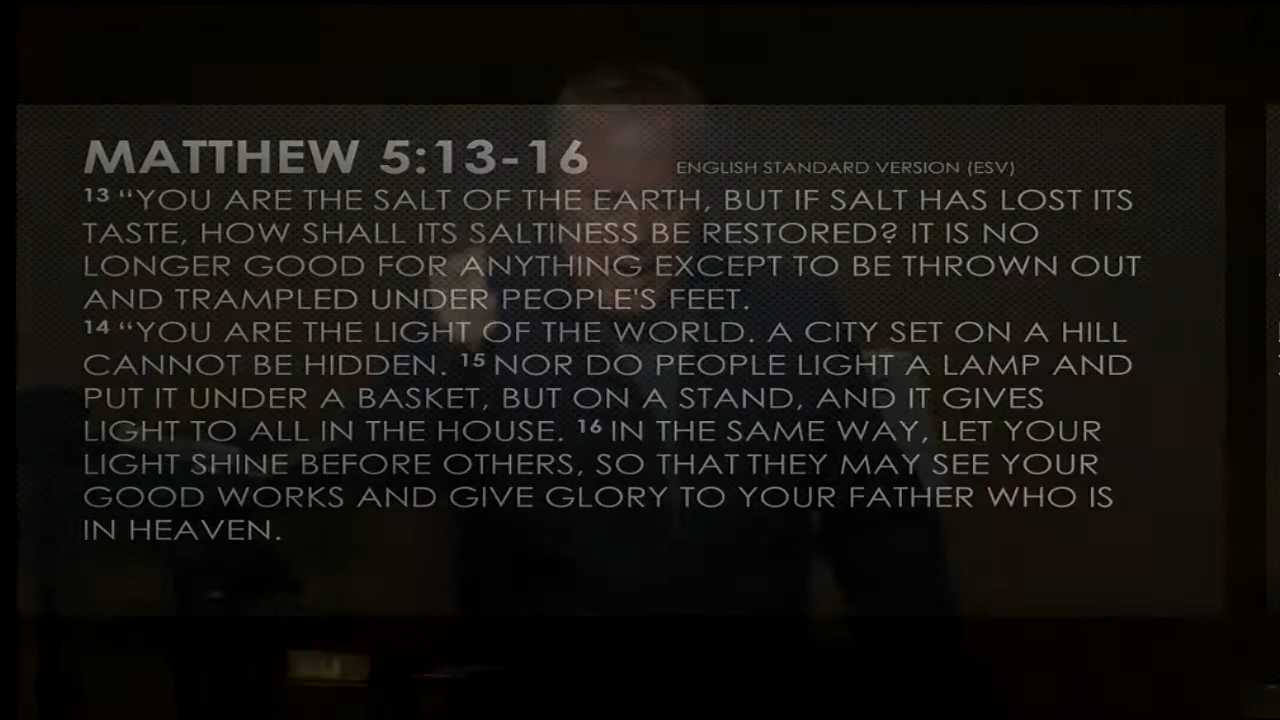 MATTHEW 5:13-16 ENGLISH STANDARD VERSION (ESV)
13 “YOU ARE THE SALT OF THE EARTH, BUT IF SALT HAS LOST ITS
TASTE, HOW SHALL ITS SALTINESS BE RESTORED? IT IS NO
LONGER GOOD FOR ANYTHING EXCEPT TO BE THROWN OUT
AND TRAMPLED UNDER PEOPLE'S FEET.
14 “YOU ARE THE LIGHT OF THE WORLD. A CITY SET ON A HILL
CANNOT BE HIDDEN. 15 NOR DO PEOPLE LIGHT A LAMP AND
PUT IT UNDER A BASKET, BUT ON A STAND, AND IT GIVES
LIGHT TO ALL IN THE HOUSE. 16 IN THE SAME WAY, LET YOUR
LIGHT SHINE BEFORE OTHERS, SO THAT THEY MAY SEE YOUR
GOOD WORKS AND GIVE GLORY TO YOUR FATHER WHO IS
IN HEAVEN.